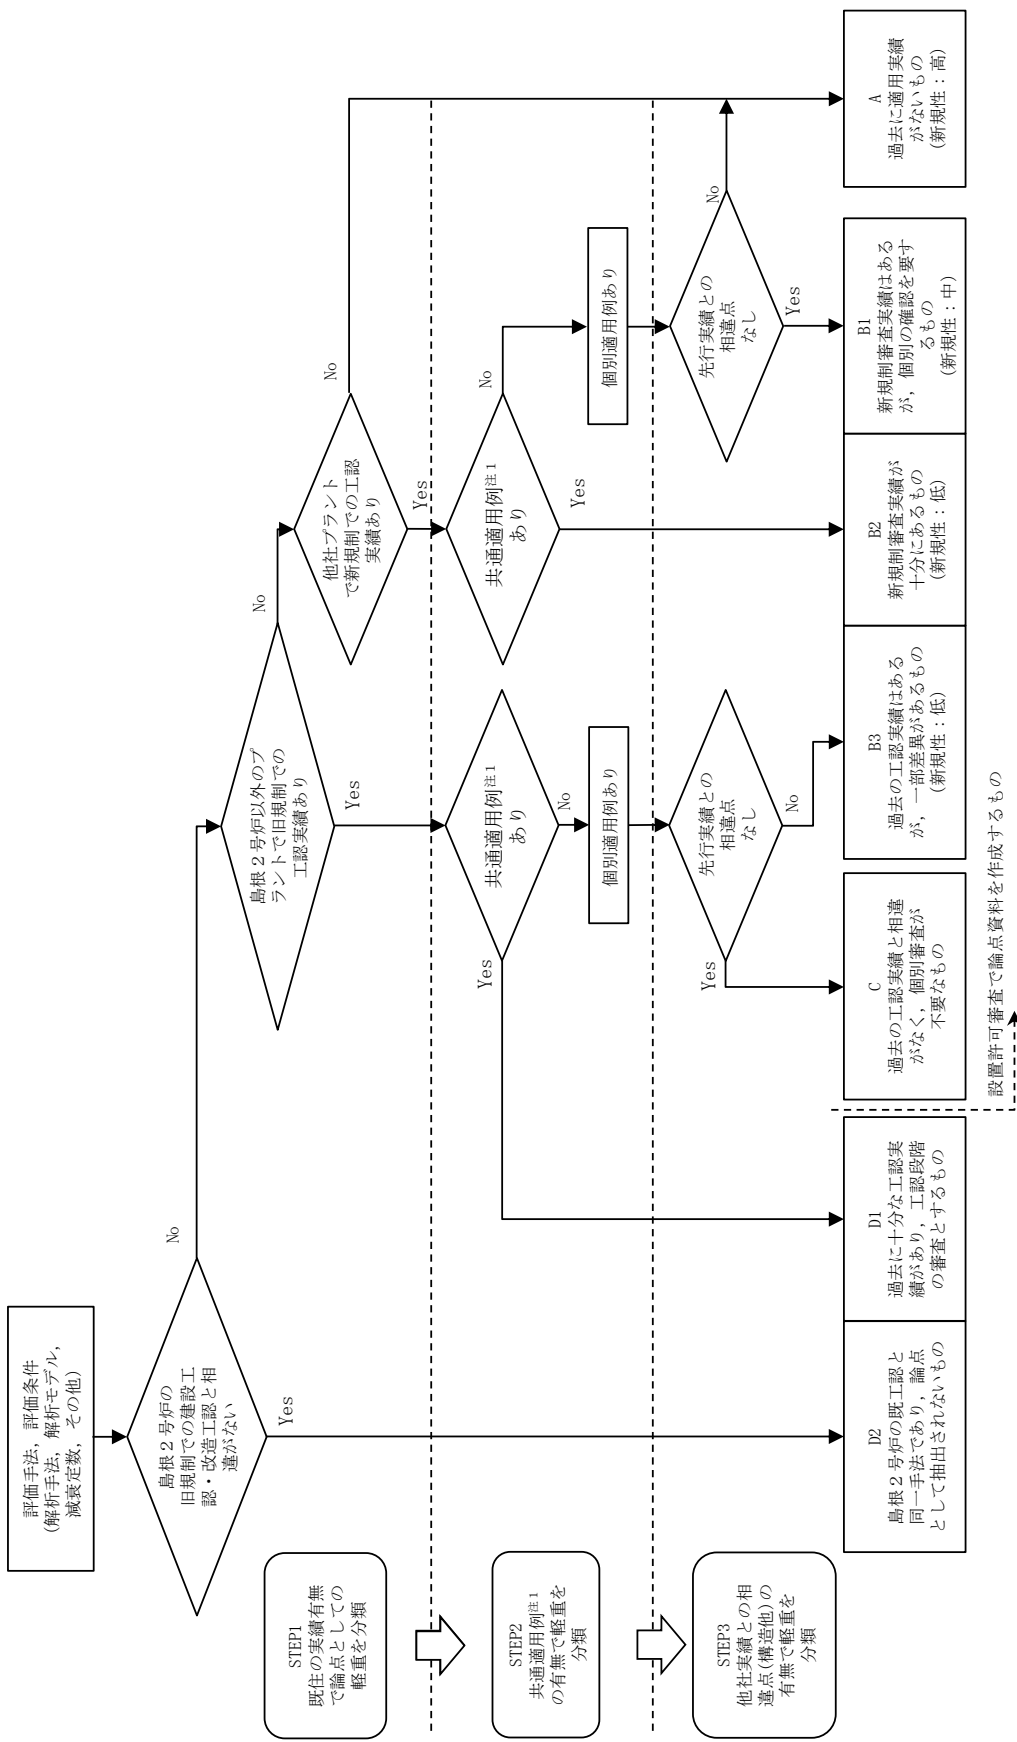 評価手法，評価条件
(解析手法，解析モデル，
減衰定数，その他)
島根２号炉の
旧規制での建設工
認・改造工認と相
違がない
No
Yes
島根２号炉以外のプ
ラントで旧規制での
工認実績あり
No
Yes
他社プラント
で新規制での工認
実績あり
No
Yes
STEP1
既往の実績有無
で論点としての
軽重を分類
STEP2
共通適用例注１
の有無で軽重を
分類
共通適用例注１
あり
Yes
No
個別適用例あり
共通適用例注１
あり
Yes
No
個別適用例あり
STEP3
他社実績との相
違点(構造他)の
有無で軽重を
分類
先行実績との
相違点
なし
Yes
No
先行実績との
相違点
なし
No
Yes
D2
島根２号炉の既工認と
同一手法であり，論点
として抽出されないもの
D1
過去に十分な工認実
績があり，工認段階
の審査とするもの
C
過去の工認実績と相違
がなく，個別審査が
不要なもの
B3
過去の工認実績はある
が，一部差異があるもの
(新規性：低)
B2
新規制審査実績が
十分にあるもの
(新規性：低)
B1
新規制審査実績はある
が，個別の確認を要す
るもの
(新規性：中)
A
過去に適用実績
がないもの
(新規性：高)
設置許可審査で論点資料を作成するもの